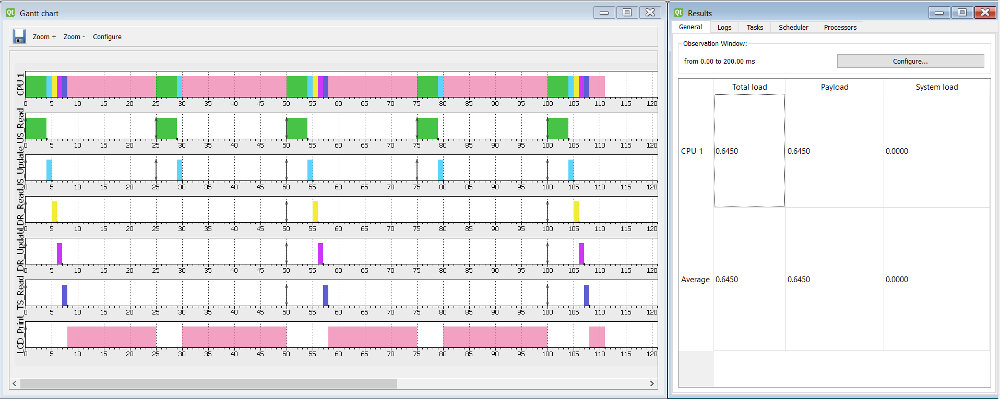 Gantt chart
Zoom + Zoom - Configure
CPU 1
0 5 10 15 20 25 30 35 40 45 50 55 60 65 70 75 80 85 90 95 100 105 110 115 120
US_Read
0 5 10 15 20 25 30 35 40 45 50 55 60 65 70 75 80 85 90 95 100 105 110 115 120
US_Update
0 5 10 15 20 25 30 35 40 45 50 55 60 65 70 75 80 85 90 95 100 105 110 115 120
LDR_Read
0 5 10 15 20 25 30 35 40 45 50 55 60 65 70 75 80 85 90 95 100 105 110 115 120
DR_Updat
0 5 10 15 20 25 30 35 40 45 50 55 60 65 70 75 80 85 90 95 100 105 110 115 120
TS_Read
0 5 10 15 20 25 30 35 40 45 50 55 60 65 70 75 80 85 90 95 100 105 110 115 120
LCD_Print
0 5 10 15 20 25 30 35 40 45 50 55 60 65 70 75 80 85 90 95 100 105 110 115 120
Results
General Logs Tasks Scheduler Processors
Observation Window:
from 0.00 to 200.00 ms Configure...
Total load Payload System load
CPU 1 0.6450 0.6450 0.0000
Average 0.6450 0.6450 0.0000